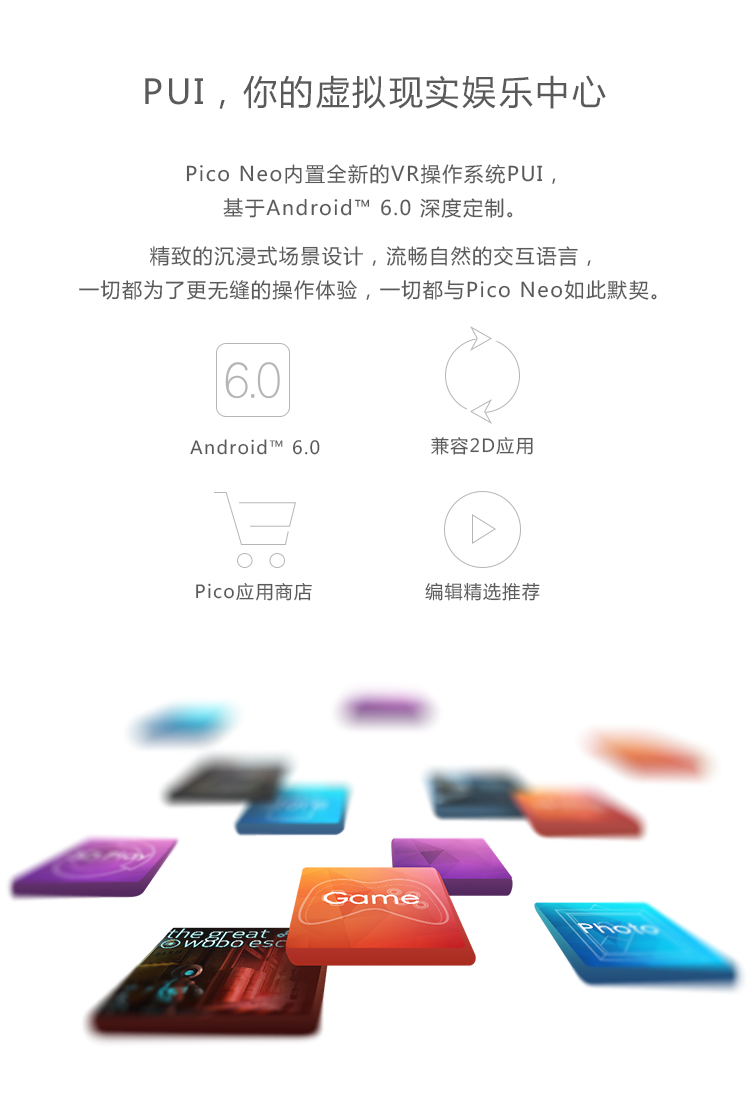 PUI，你的虚拟现实娱乐中心
Pico Neo内置全新的VR操作系统PUI，
基于Android™ 6.0 深度定制。
精致的沉浸式场景设计，流畅自然的交互语言，
一切都为了更无缝的操作体验，一切都与Pico Neo如此默契。
6.0
Android™ 6.0
兼容2D应用
Pico应用商店
编辑精选推荐
Game
Photo
the great
wobo esc